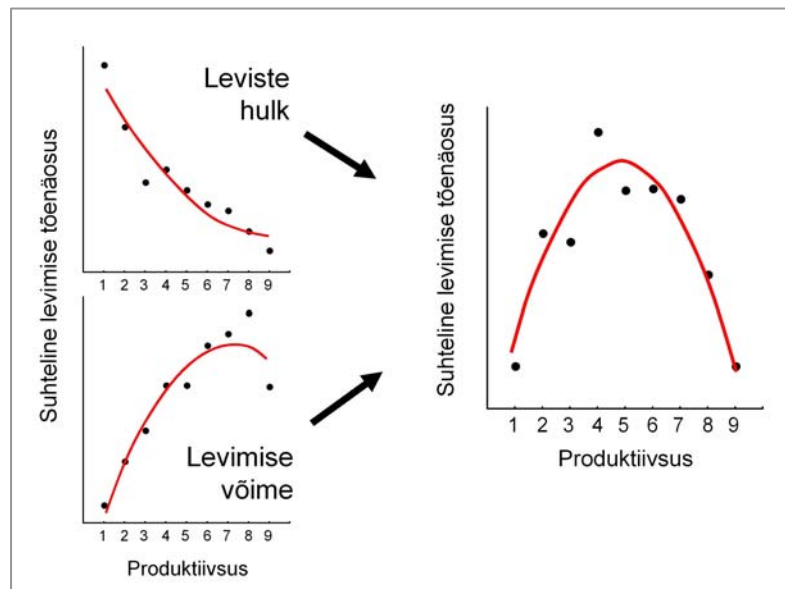 Suhteline levimise tõenäosus
Leviste
hulk
1 2 3 4 5 6 7 8 9
Levimise
võime
1 2 3 4 5 6 7 8 9
Produktiivsus
Suhteline levimise tõenäosus
1 2 3 4 5 6 7 8 9
Produktiivsus